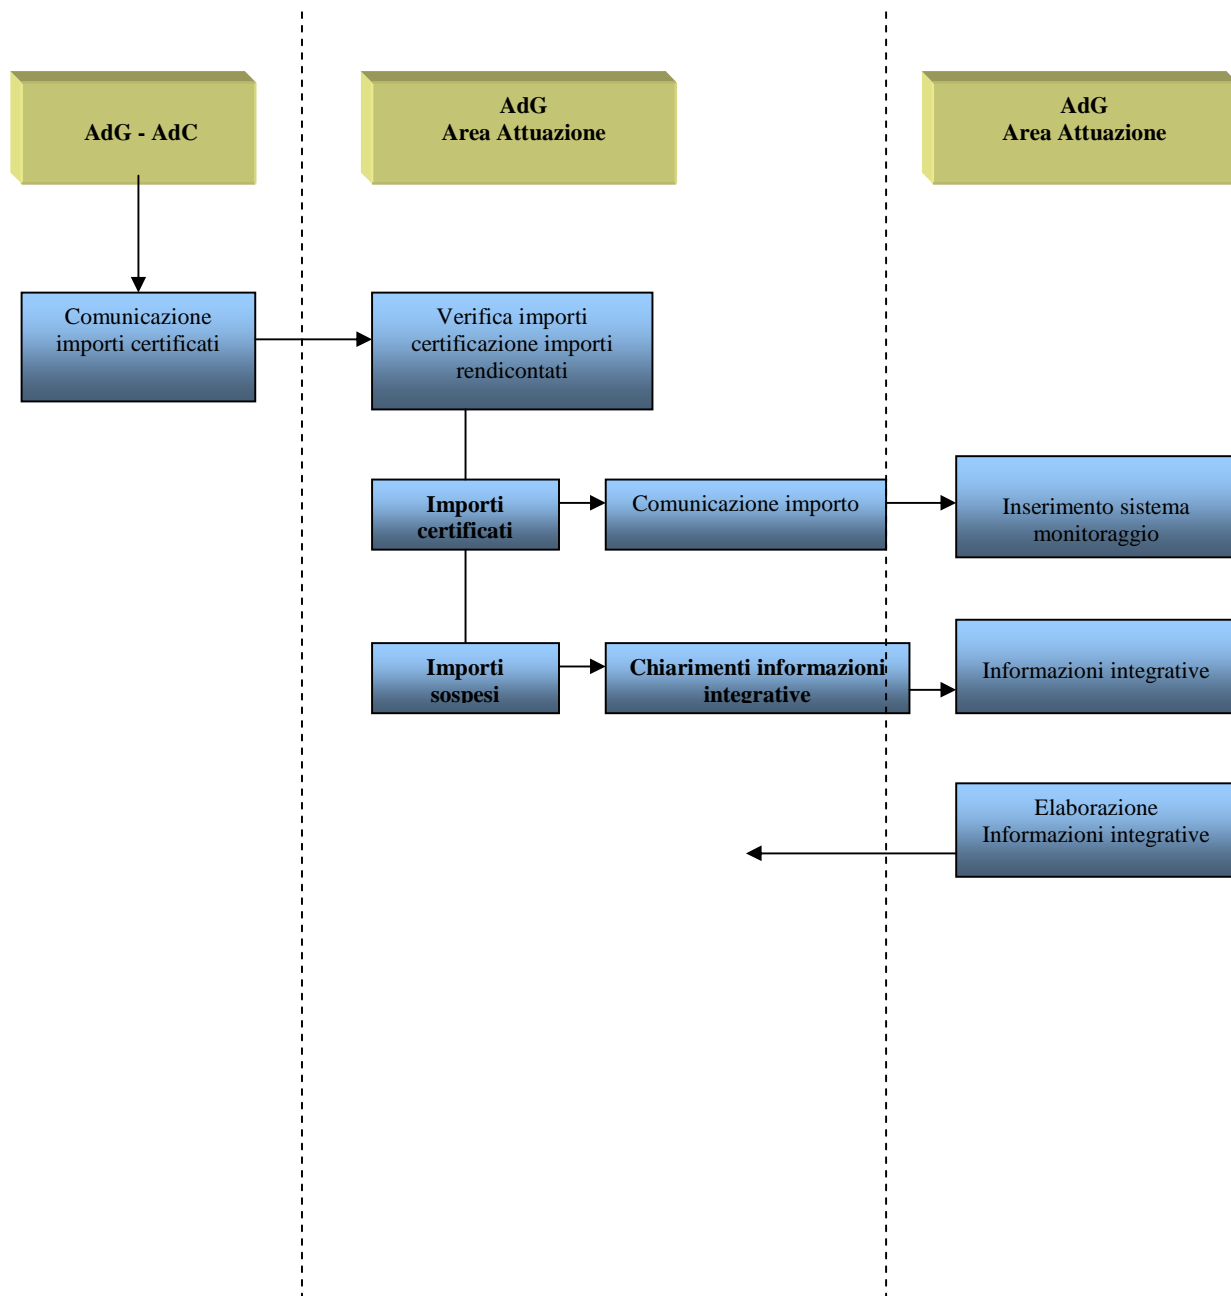 AdG - AdC
AdG
Area Attuazione
AdG
Area Attuazione
Comunicazione
importi certificati
Verifica importi
certificazione importi
rendicontati
Importi
certificati
Comunicazione importo
Inserimento sistema
monitoraggio
Importi
sospesi
Chiarimenti informazioni
integrative
Informazioni integrative
Elaborazione
Informazioni integrative